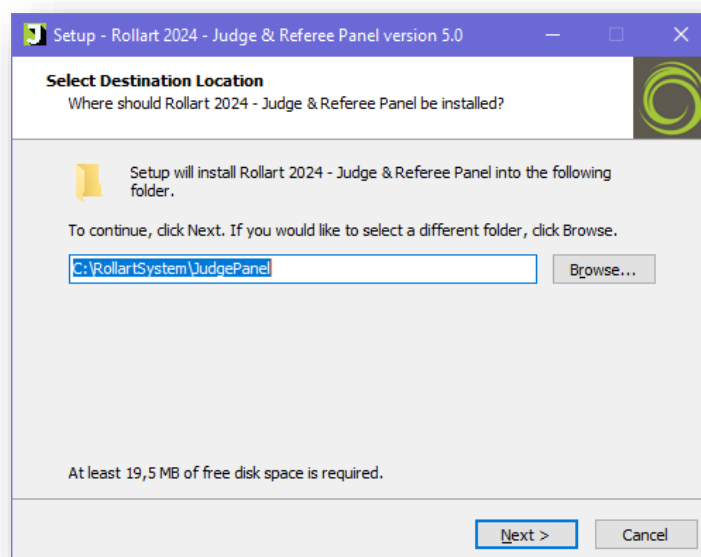 Setup - Rollart 2024 - Judge & Referee Panel version 5.0
Select Destination Location
Where should Rollart 2024 - Judge & Referee Panel be installed?
Setup will install Rollart 2024 - Judge & Referee Panel into the following
folder.
To continue, click Next. If you would like to select a different folder, click Browse.
C:\RollartSystem\JudgePanel
Browse...
At least 19,5 MB of free disk space is required.
Next >
Cancel